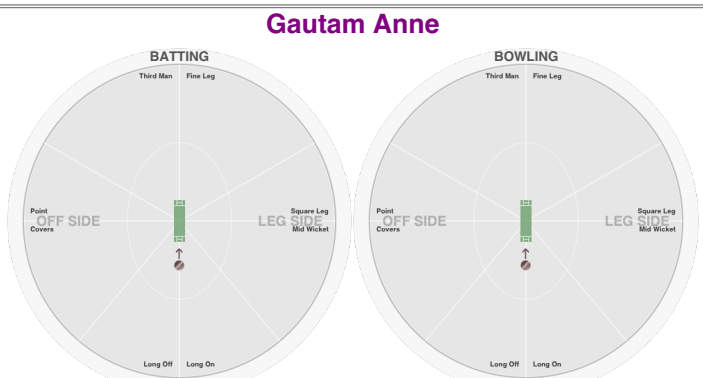 Gautam Anne
BATTING
Third Man Fine Leg
Point
OFF SIDE
Covers
Square Leg
LEG SIDE
Mid Wicket
Long Off Long On
BOWLING
Third Man Fine Leg
Point
OFF SIDE
Covers
Square Leg
LEG SIDE
Mid Wicket
Long Off Long On